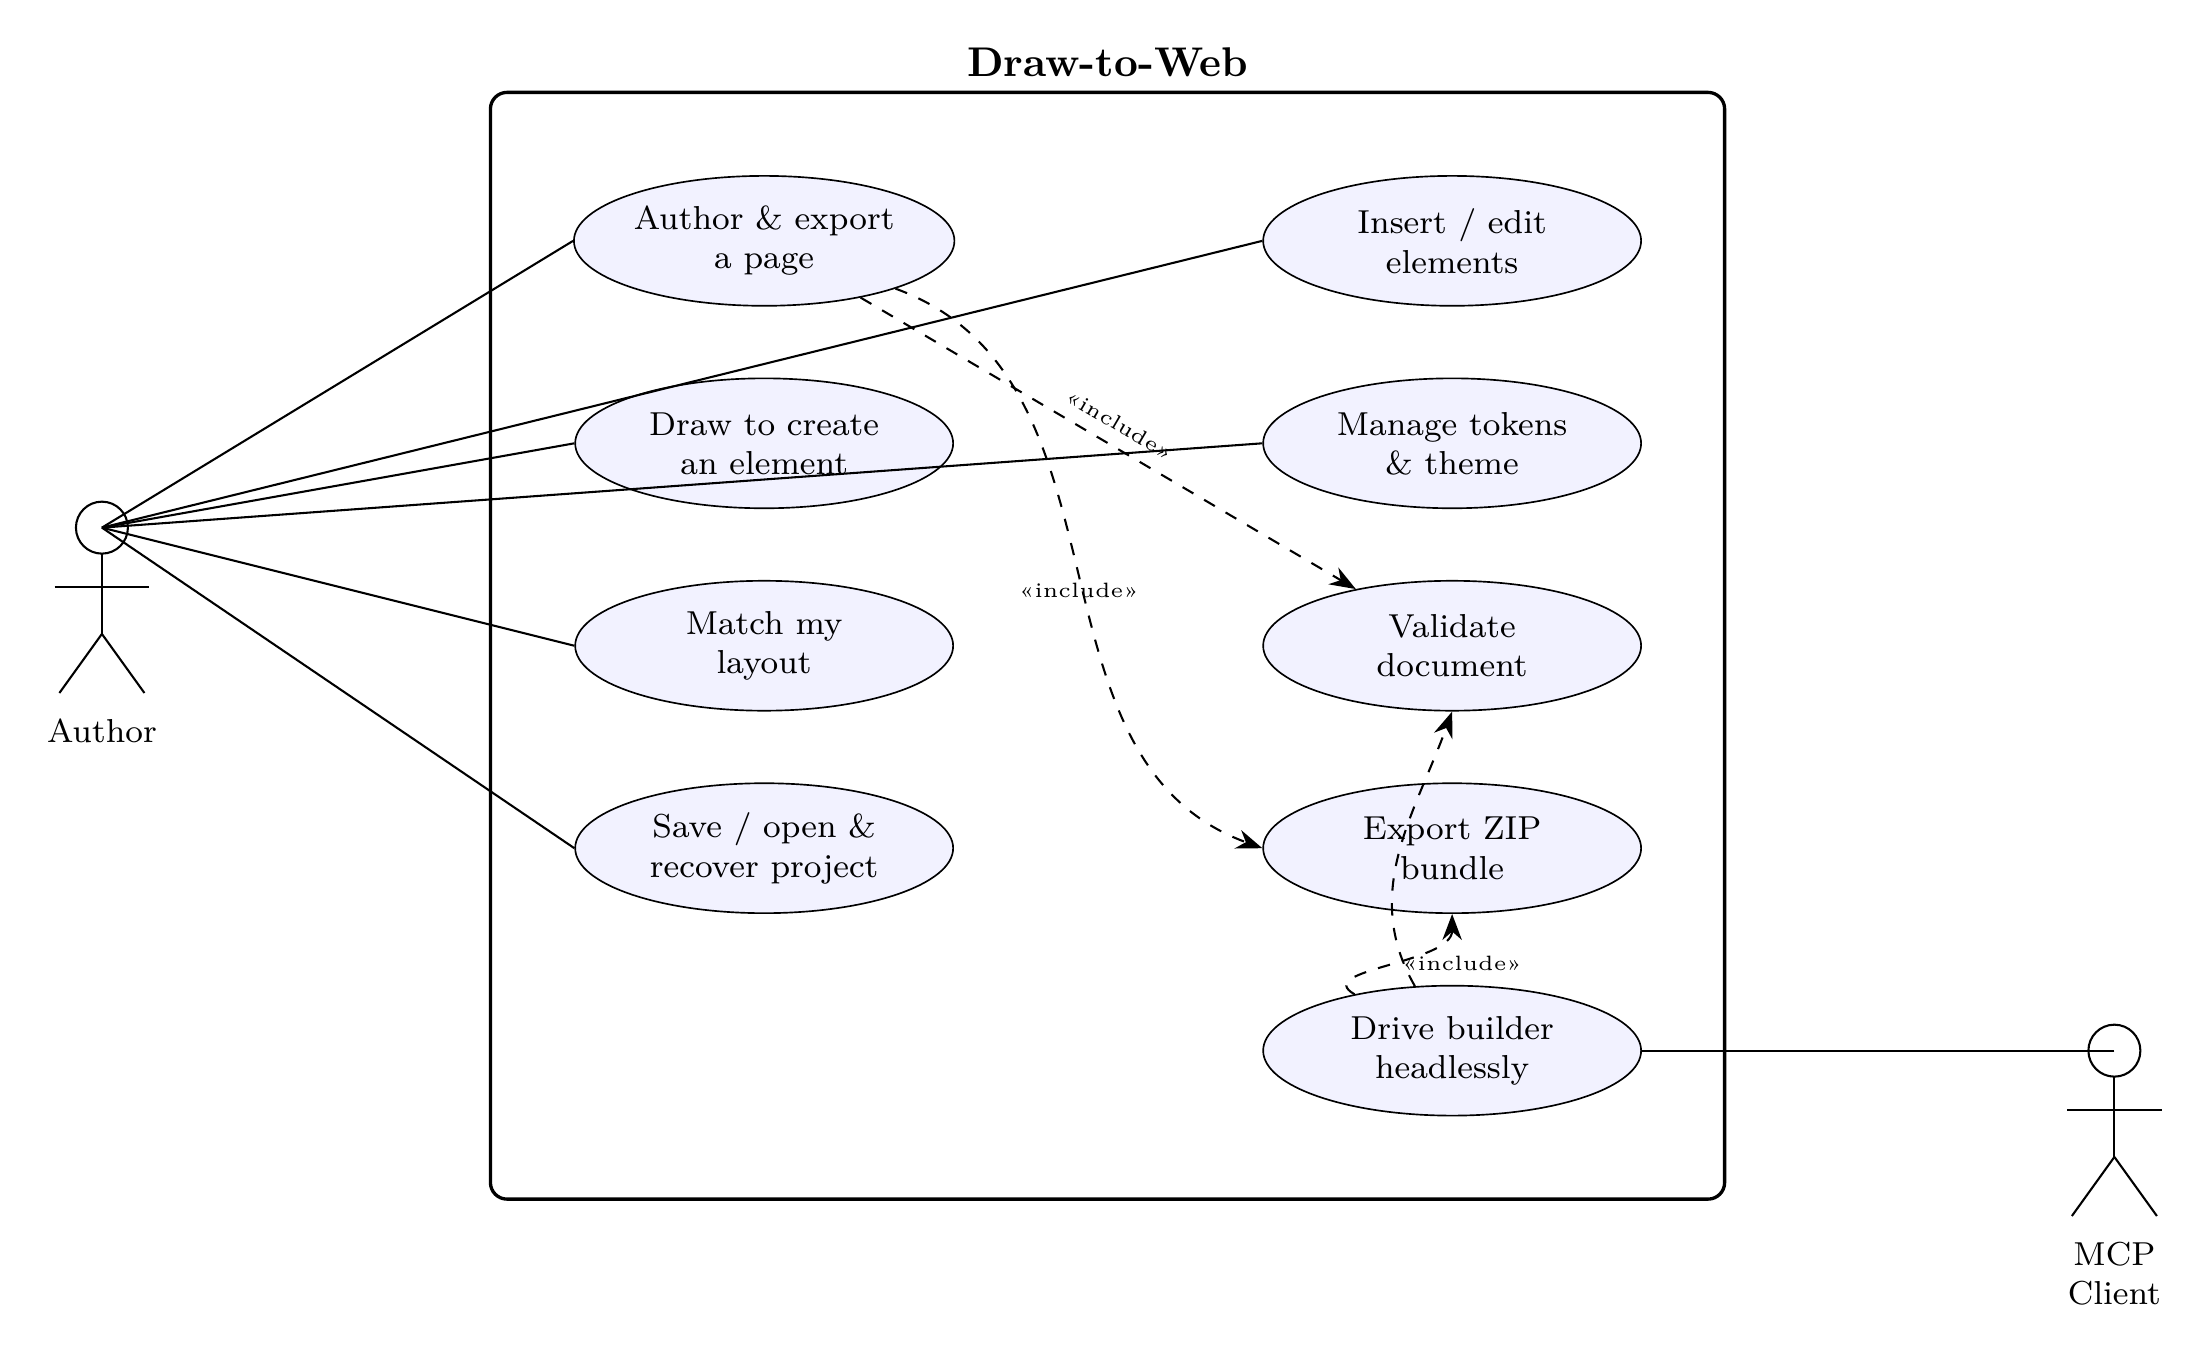 Draw-to-Web
Author & export
a page
Insert / edit
elements
Draw to create
an element
Manage tokens
& theme
«include»
Author
Match my
layout
«include»
Validate
document
Save / open &
recover project
Export ZIP
bundle
«include»
Drive builder
headlessly
MCP
Client